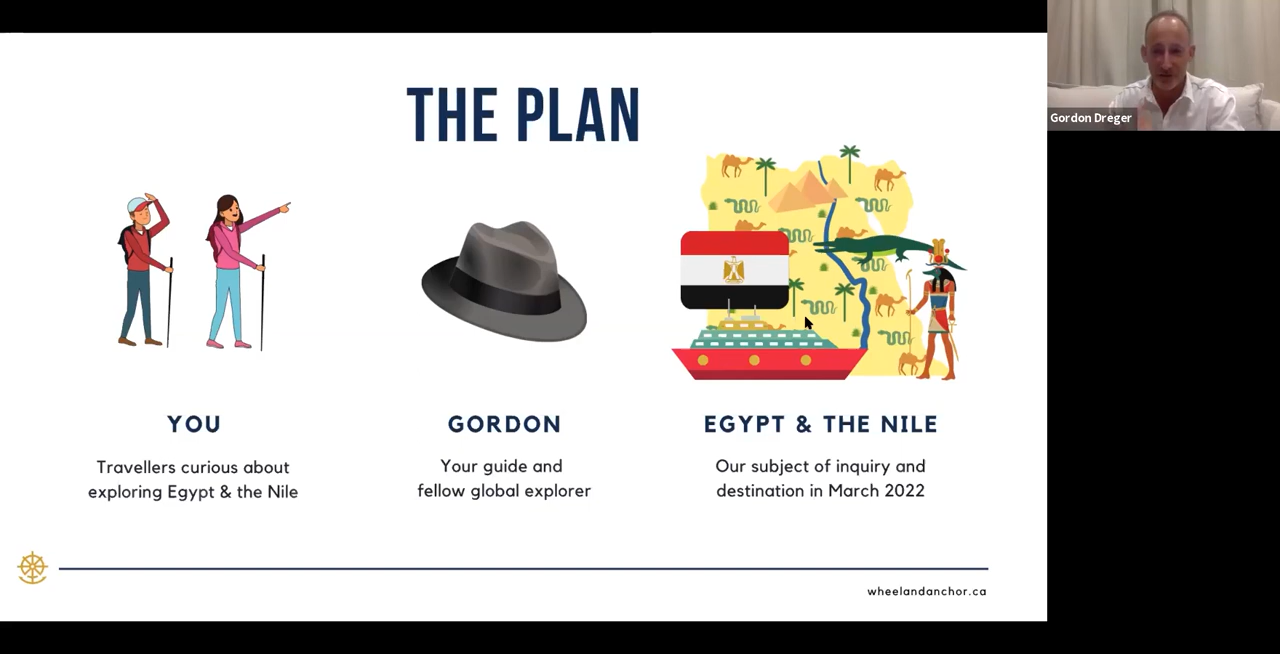 THE PLAN
YOU
Travellers curious about
exploring Egypt & the Nile
GORDON
Your guide and
fellow global explorer
EGYPT & THE NILE
Our subject of inquiry and
destination in March 2022
wheelandanchor.ca
Gordon Dreger